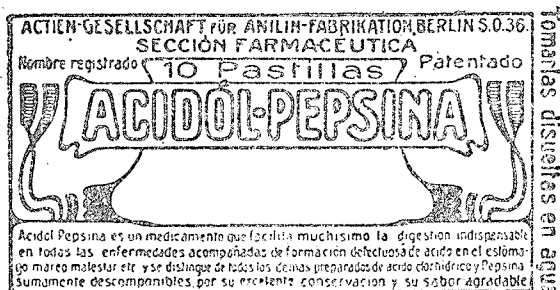 ACTIEN-GESELLSCHAFT FÜR ANILIN-FABRIKATION, BERLIN S.O.36.
SECCIÓN FARMACEUTICA
Nombre registrado
10 Pastillas
Patentado
ACIDÓL-PEPSINA
Acidol Pepsina es un medicamento que facilita muchisimo la digestion indispensable
en todas las enfermedades acompañadas de formación defectuosa de acido en el estóma-
go mareo malestar etc y se distingue de todos los demas preparados de acido clorhidrico y Pepsina
sumamente descomponibles, por su excelente conservacion y su sabor agradable
Tomarlas disueltas en agua